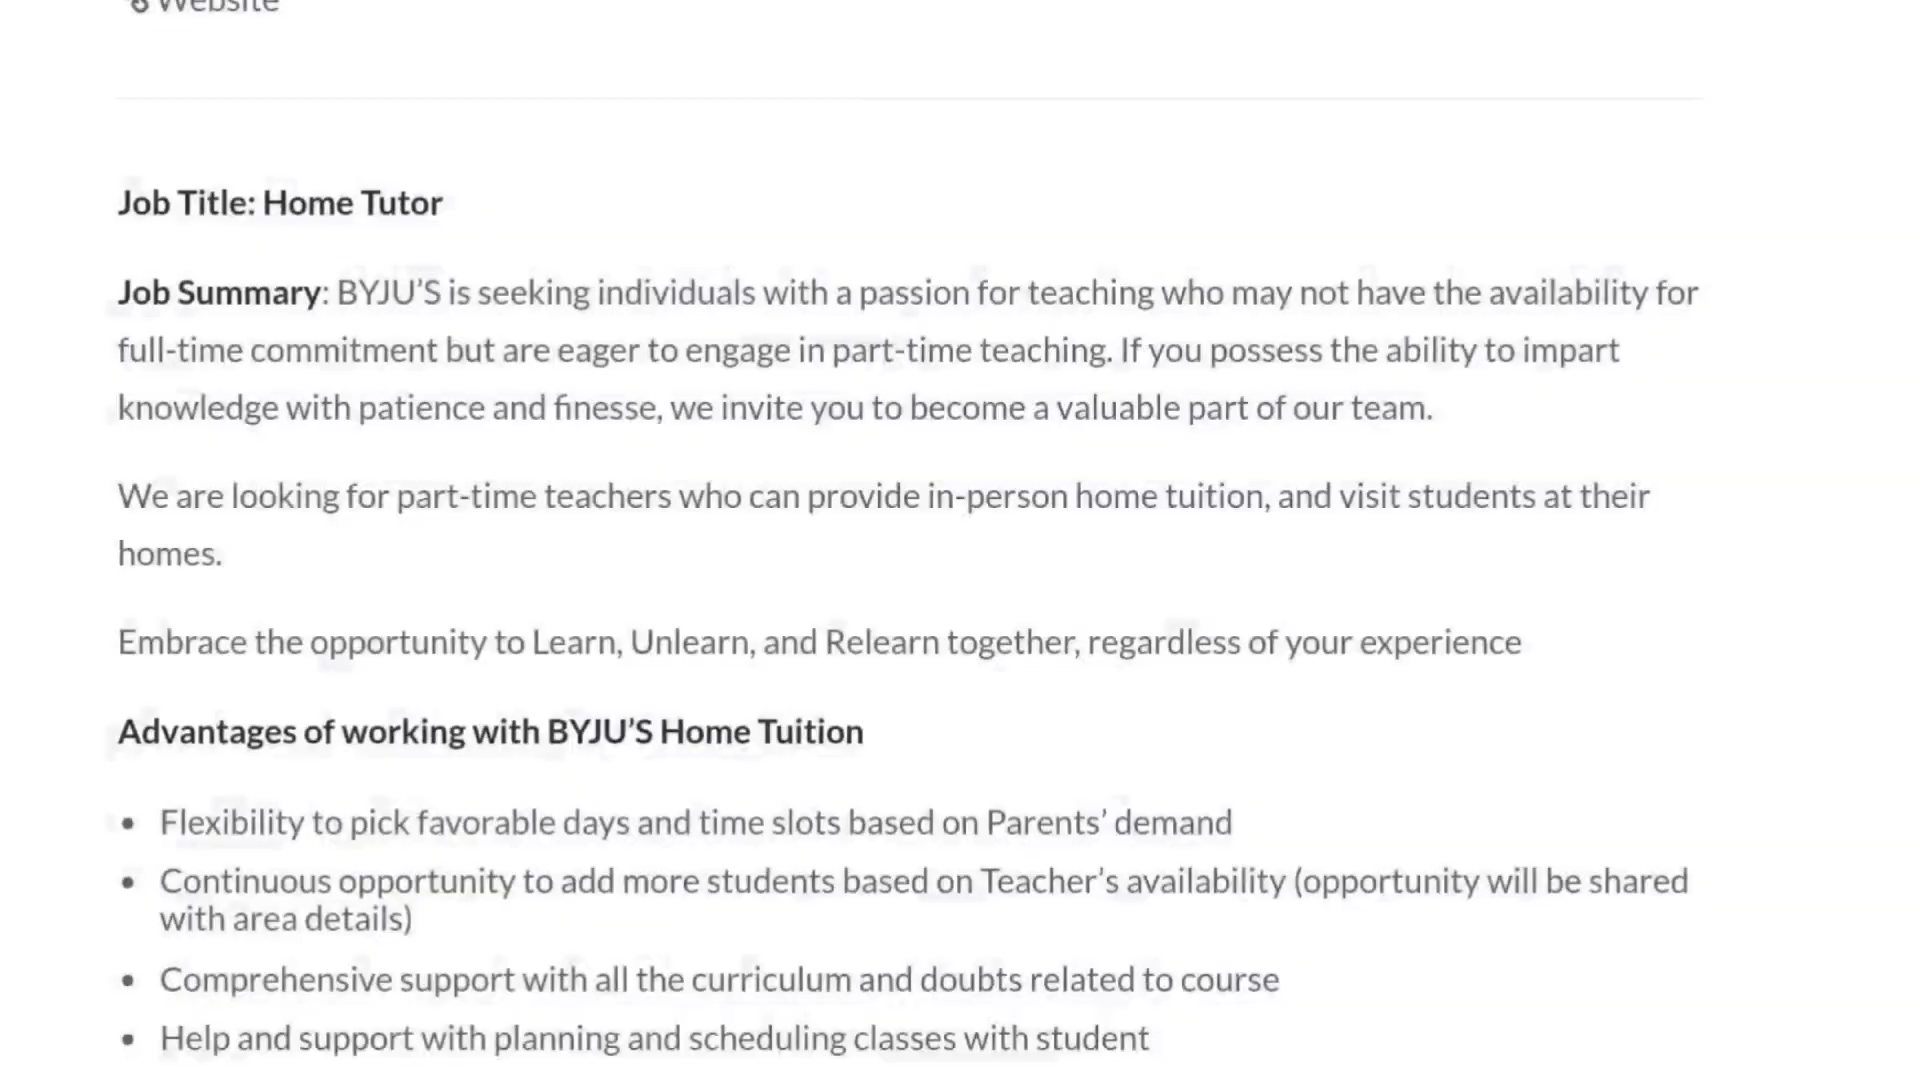 Website
Job Title: Home Tutor
Job Summary: BYJU'S is seeking individuals with a passion for teaching who may not have the availability for
full-time commitment but are eager to engage in part-time teaching. If you possess the ability to impart
knowledge with patience and finesse, we invite you to become a valuable part of our team.
We are looking for part-time teachers who can provide in-person home tuition, and visit students at their
homes.
Embrace the opportunity to Learn, Unlearn, and Relearn together, regardless of your experience
Advantages of working with BYJU'S Home Tuition
• Flexibility to pick favorable days and time slots based on Parents' demand
• Continuous opportunity to add more students based on Teacher's availability (opportunity will be shared
with area details)
• Comprehensive support with all the curriculum and doubts related to course
• Help and support with planning and scheduling classes with student